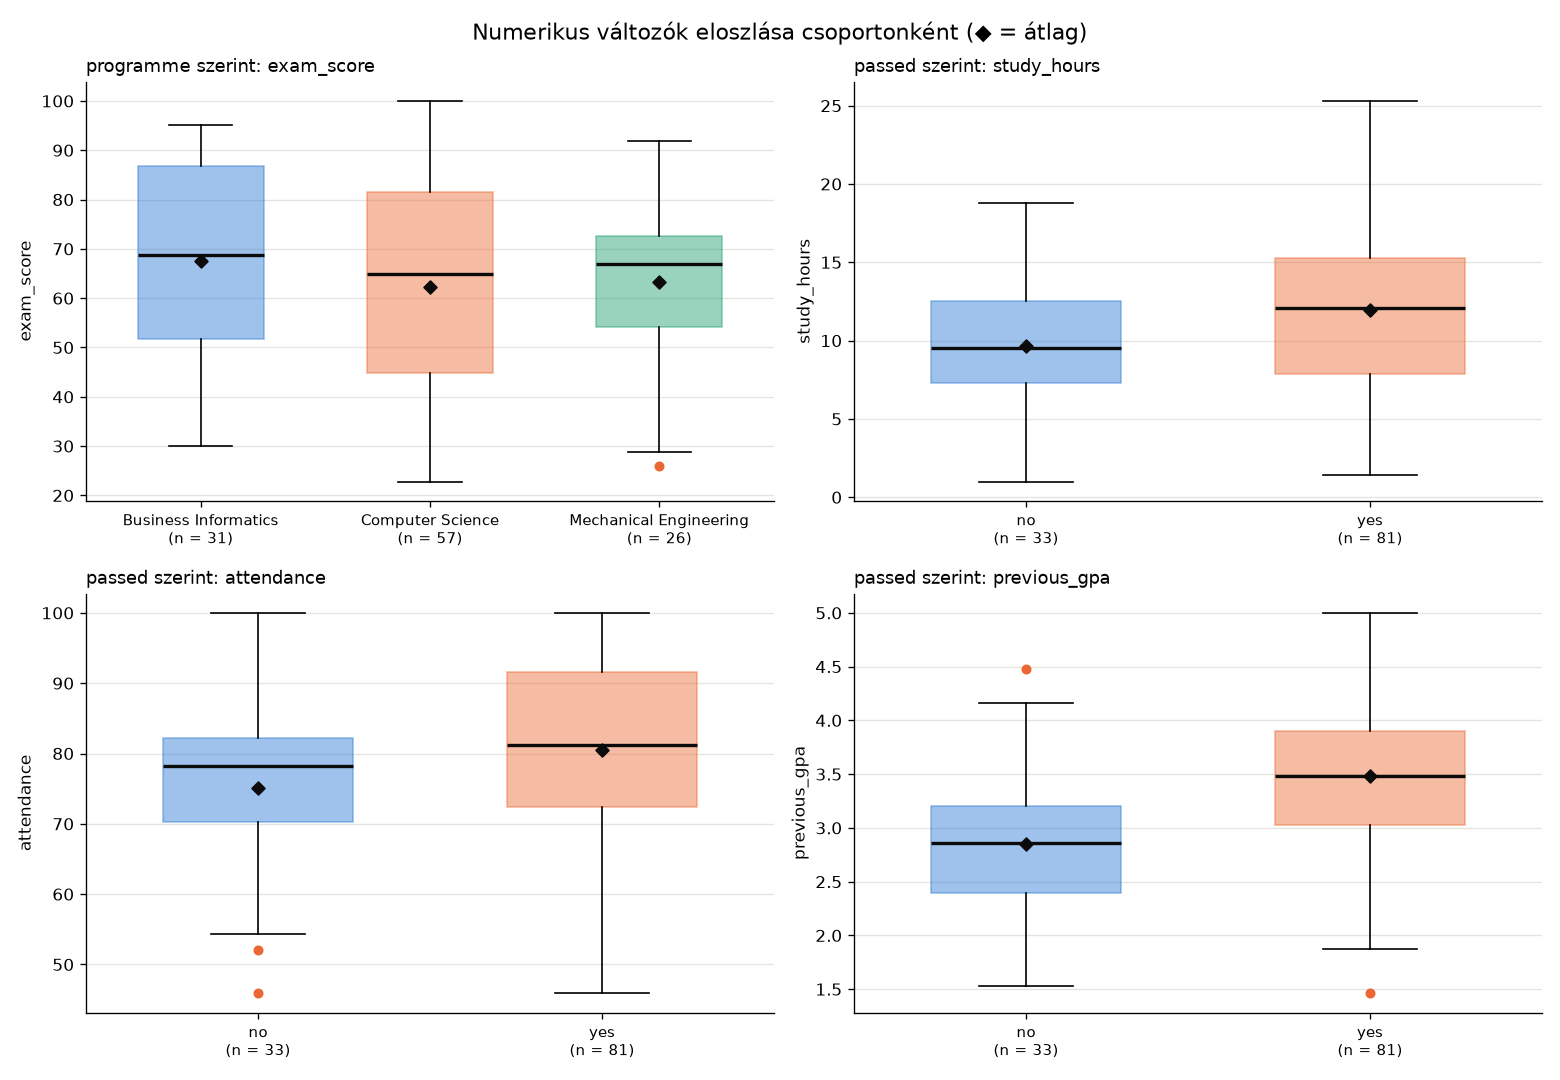 Numerikus változók eloszlása csoportonként (◆ = átlag)
programme szerint: exam_score
exam_score
100
90
80
70
60
50
40
30
20
Business Informatics
(n = 31)
Computer Science
(n = 57)
Mechanical Engineering
(n = 26)
passed szerint: study_hours
study_hours
25
20
15
10
5
0
no
(n = 33)
yes
(n = 81)
passed szerint: attendance
attendance
100
90
80
70
60
50
no
(n = 33)
yes
(n = 81)
passed szerint: previous_gpa
previous_gpa
5.0
4.5
4.0
3.5
3.0
2.5
2.0
1.5
no
(n = 33)
yes
(n = 81)